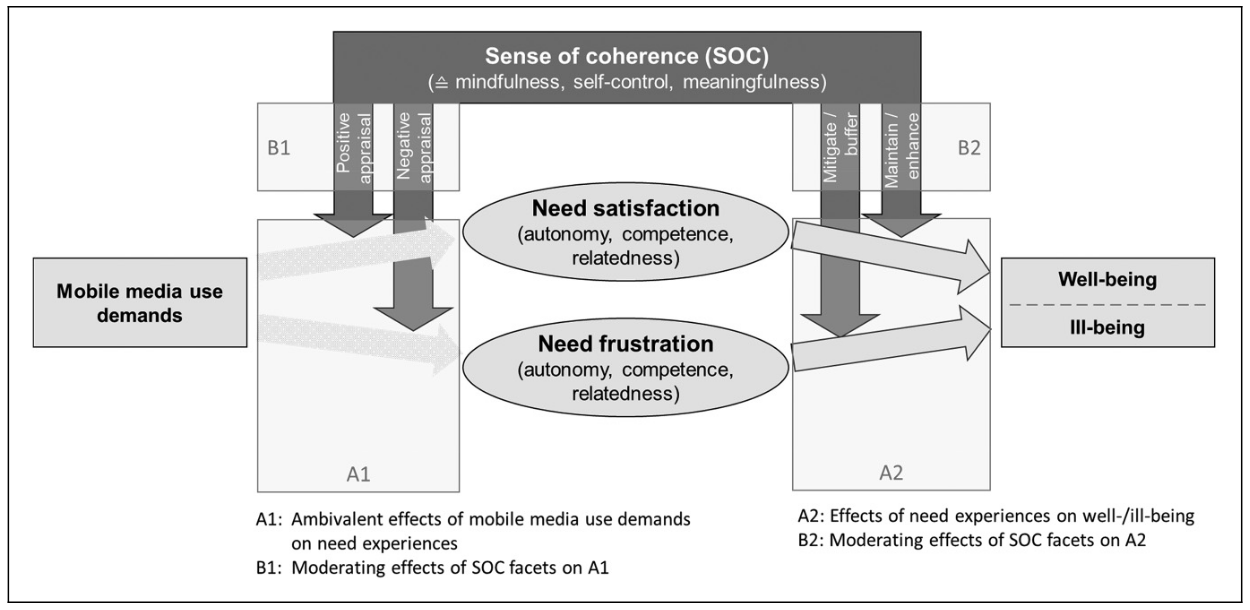 Sense of coherence (SOC)
(≙ mindfulness, self-control, meaningfulness)
B1
Positive
appraisal
Negative
appraisal
Mitigate /
buffer
Maintain /
enhance
B2
Need satisfaction
(autonomy, competence,
relatedness)
Mobile media use
demands
Well-being
Ill-being
Need frustration
(autonomy, competence,
relatedness)
A1
A2
A1: Ambivalent effects of mobile media use demands
on need experiences
B1: Moderating effects of SOC facets on A1
A2: Effects of need experiences on well-/ill-being
B2: Moderating effects of SOC facets on A2